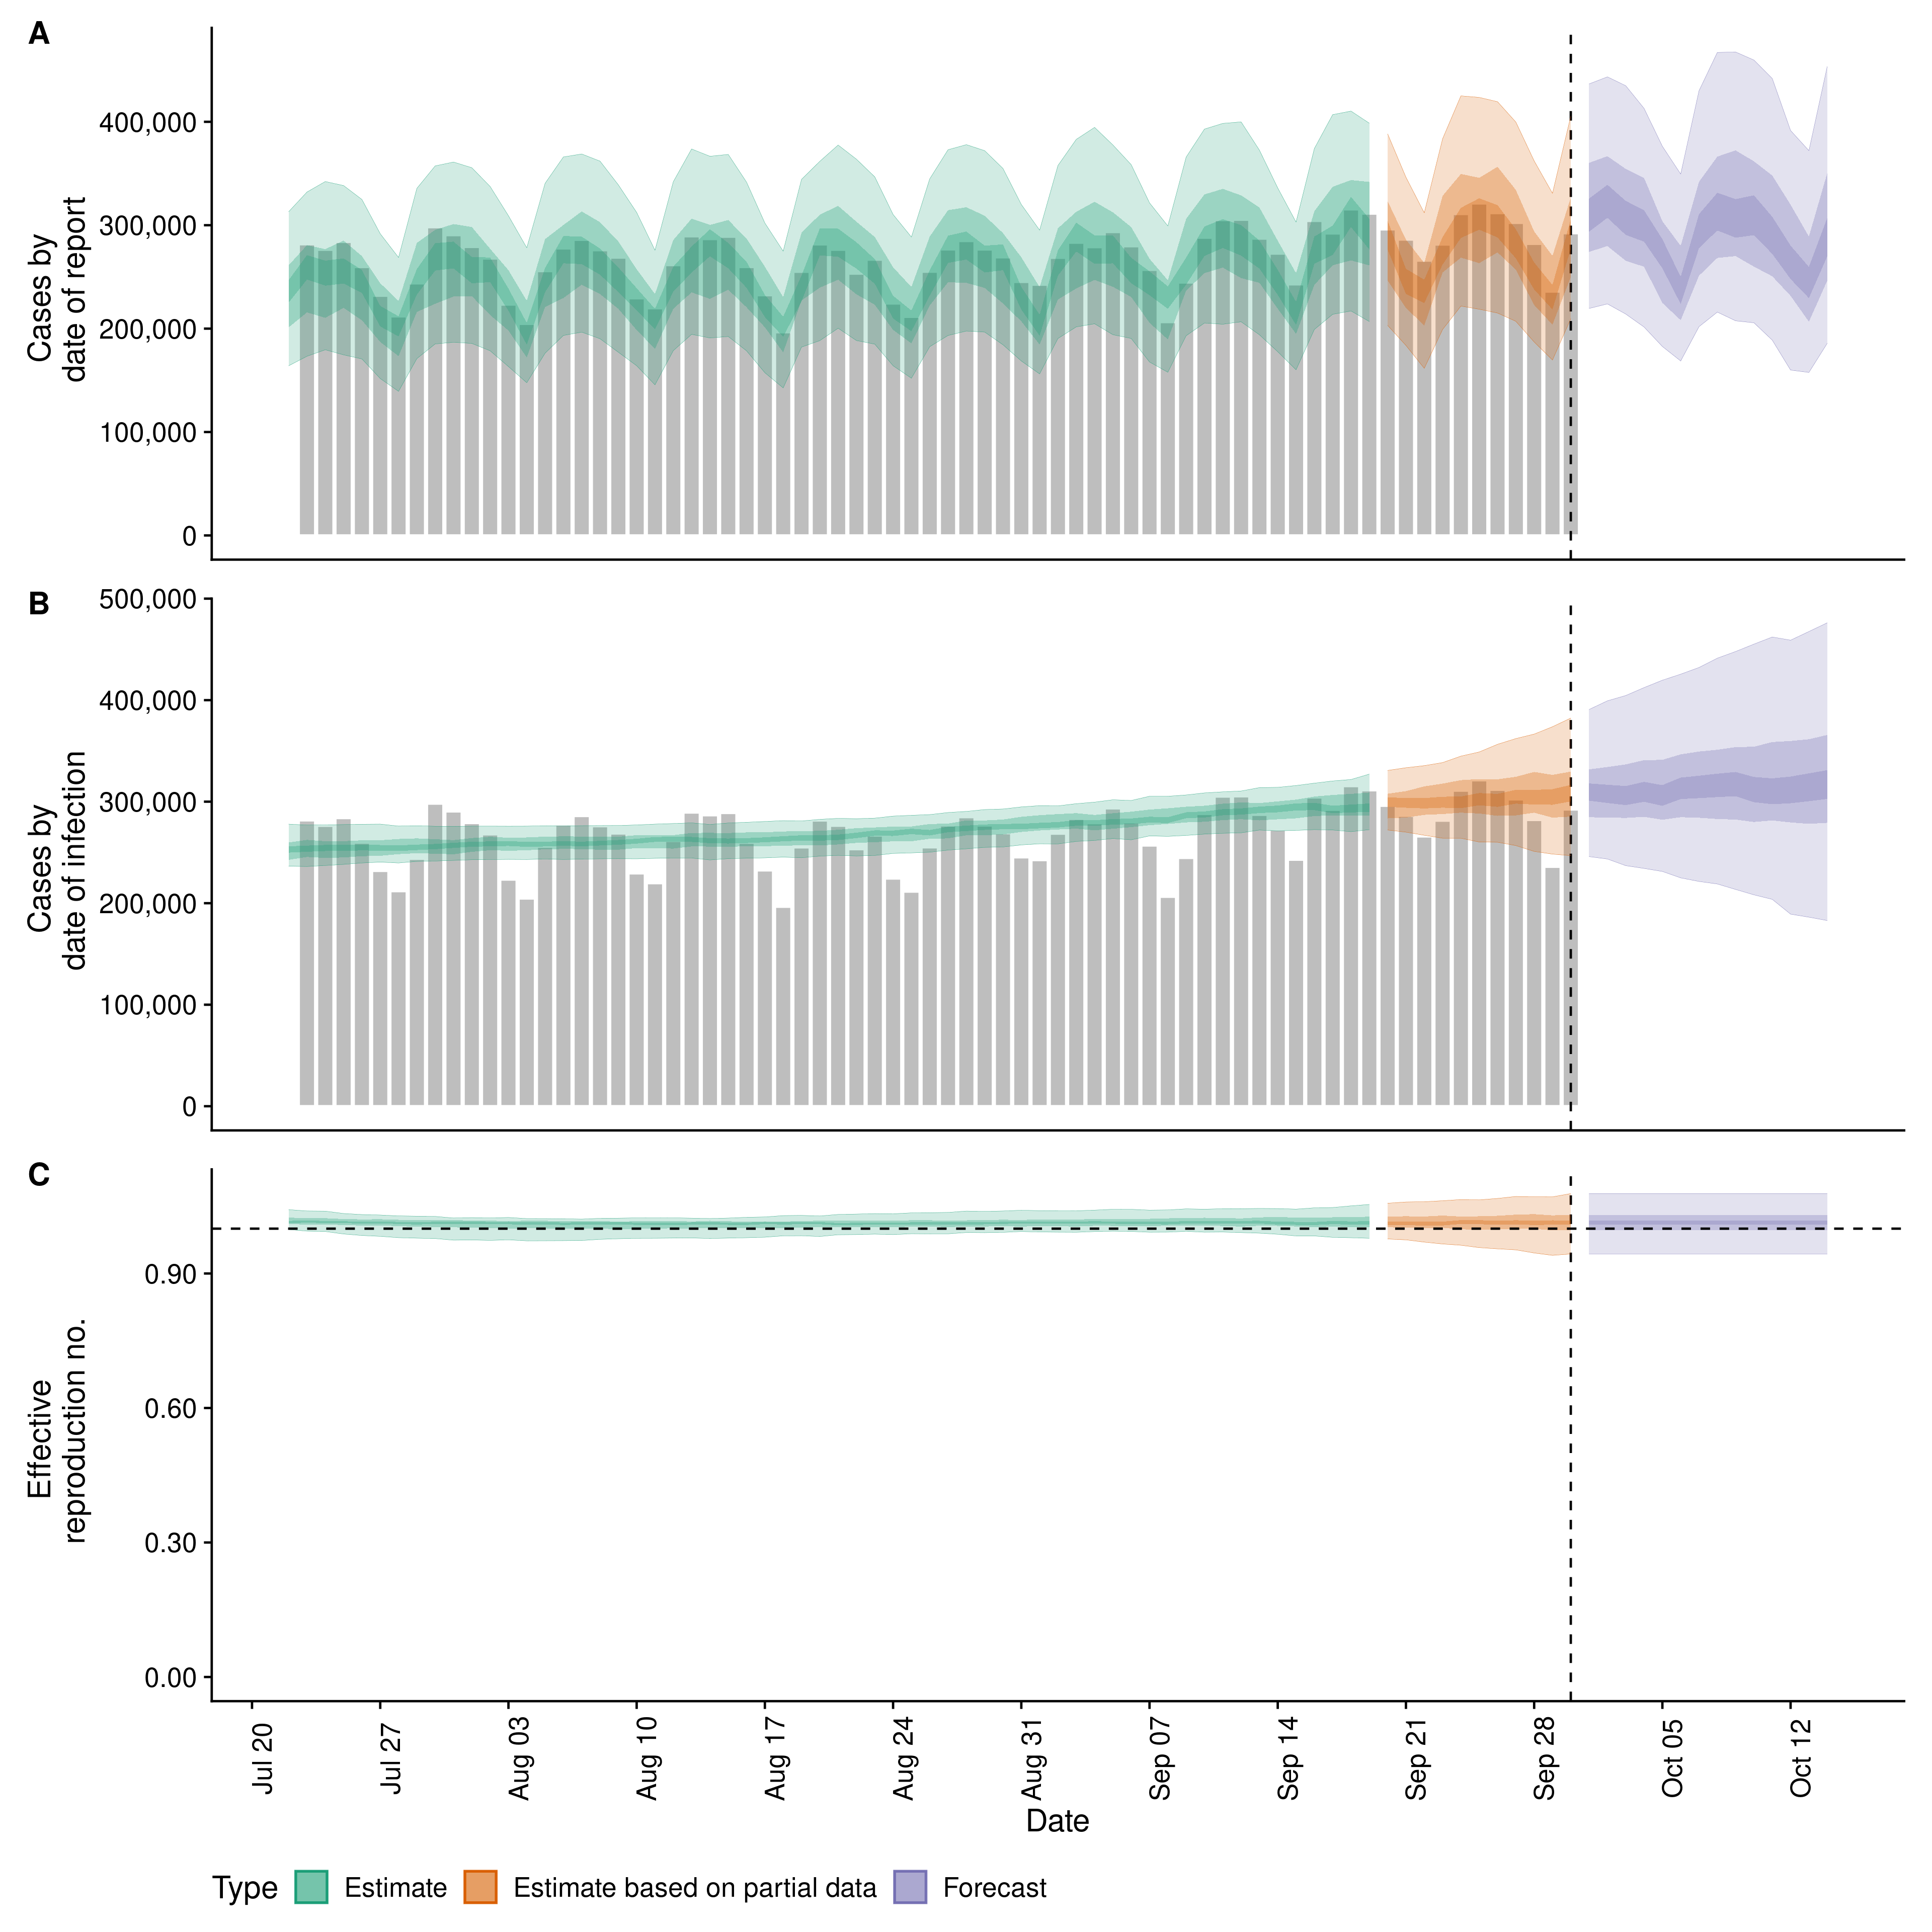 A
Cases by
date of report
400,000
300,000
200,000
100,000
0
B
Cases by
date of infection
500,000
400,000
300,000
200,000
100,000
0
C
Effective
reproduction no.
0.90
0.60
0.30
0.00
Jul 20
Jul 27
Aug 03
Aug 10
Aug 17
Aug 24
Aug 31
Sep 07
Sep 14
Sep 21
Sep 28
Oct 05
Oct 12
Date
Type Estimate Estimate based on partial data Forecast